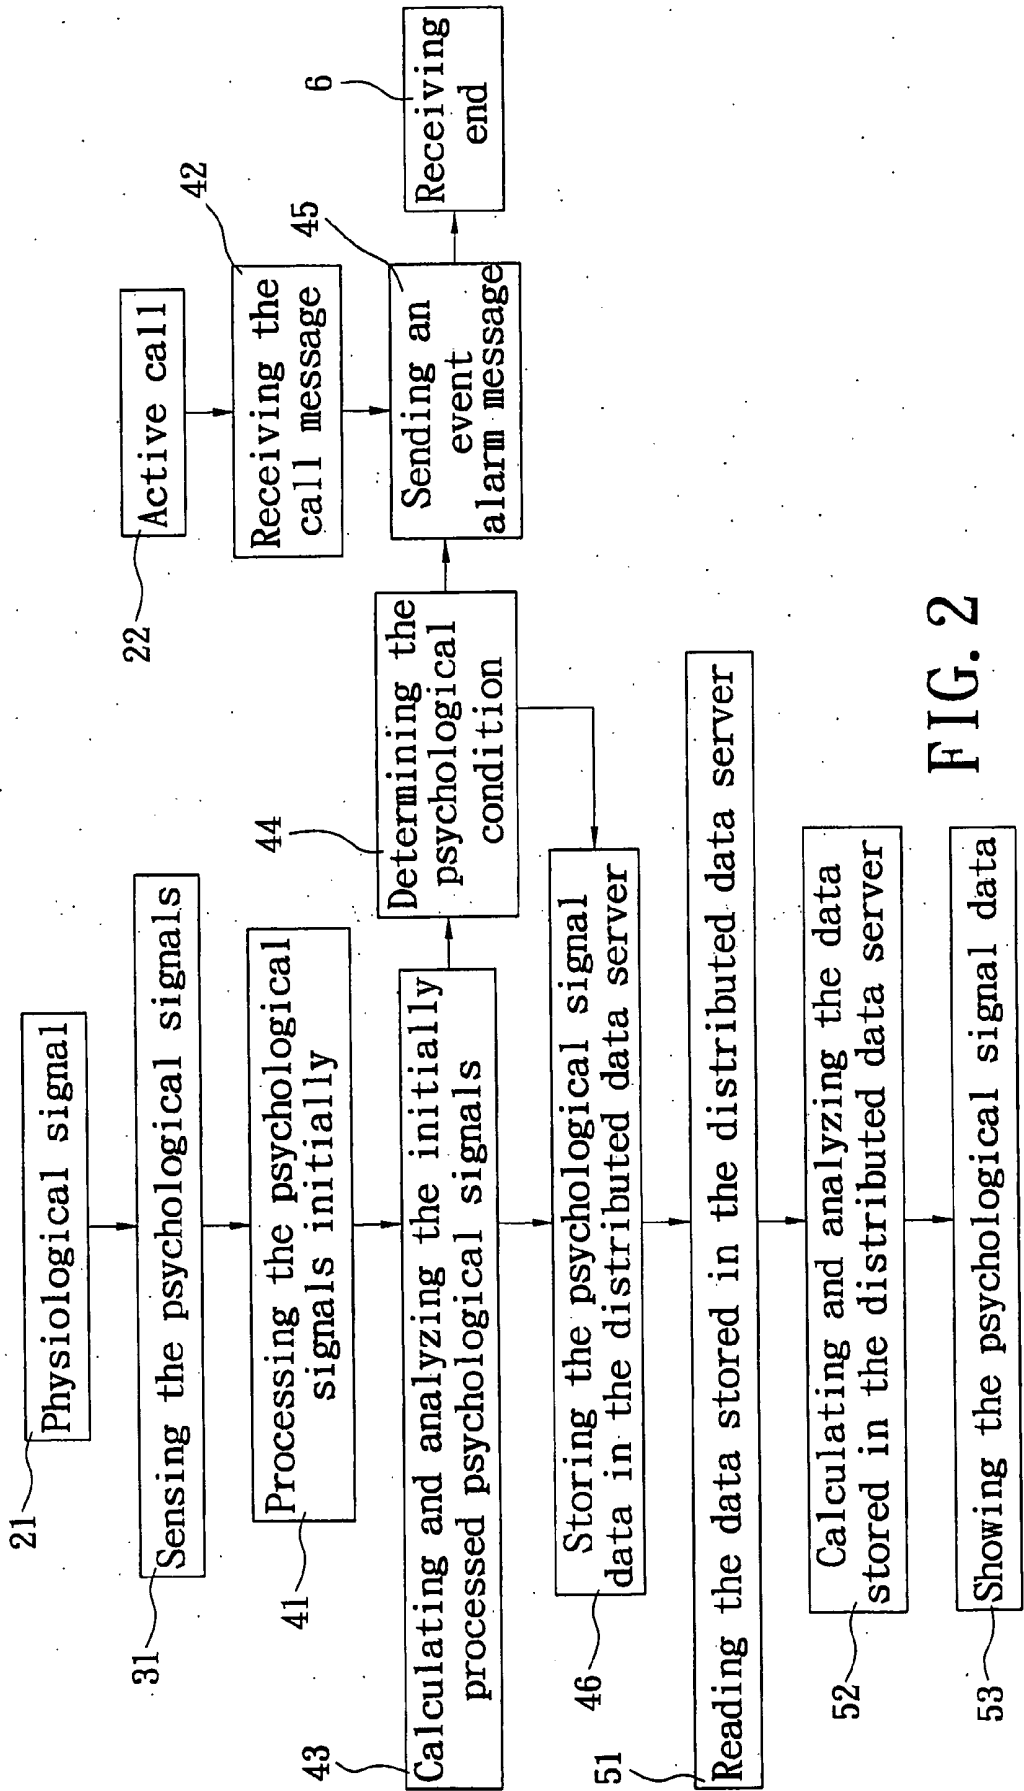 21
Physiological signal
31
Sensing the psychological signals
41
Processing the psychological
signals initially
43
Calculating and analyzing the initially
processed psychological signals
44
Determining the
psychological
condition
22
Active call
42
Receiving the
call message
45
Sending an
event
alarm message
6
Receiving
end
46
Storing the psychological signal
data in the distributed data server
51
Reading the data stored in the distributed data server
52
Calculating and analyzing the data
stored in the distributed data server
53
Showing the psychological signal data
FIG. 2